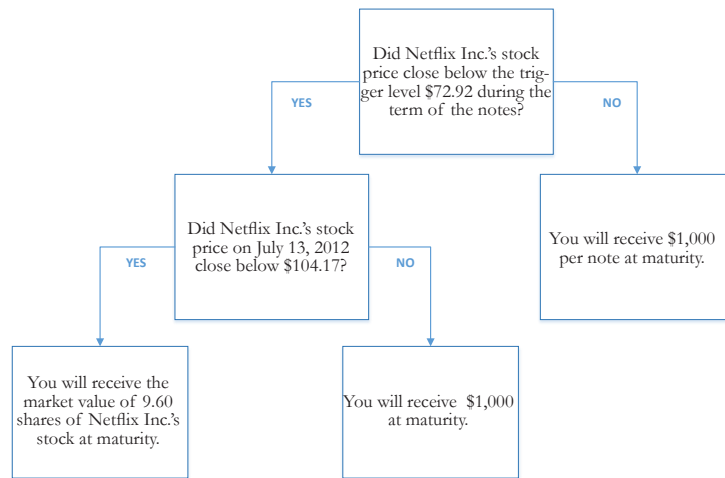 Did Netflix Inc.'s stock
price close below the trig-
ger level $72.92 during the
term of the notes?
YES
NO
Did Netflix Inc.'s stock
price on July 13, 2012
close below $104.17?
You will receive $1,000
per note at maturity.
YES
NO
You will receive the
market value of 9.60
shares of Netflix Inc.'s
stock at maturity.
You will receive  $1,000
at maturity.